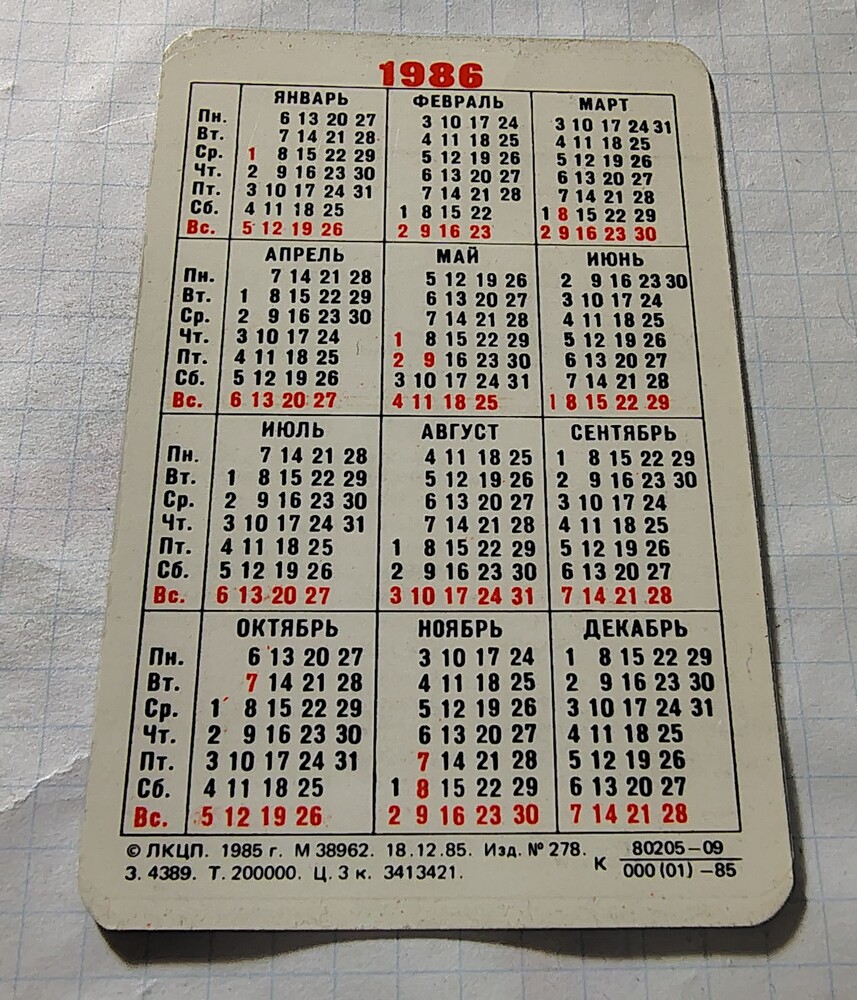 1986
ЯНВАРЬ ФЕВРАЛЬ МАРТ
Пн. 6 13 20 27 3 10 17 24 3 10 17 24 31
Вт. 7 14 21 28 4 11 18 25 4 11 18 25
Ср. 1 8 15 22 29 5 12 19 26 5 12 19 26
Чт. 2 9 16 23 30 6 13 20 27 6 13 20 27
Пт. 3 10 17 24 31 7 14 21 28 7 14 21 28
Сб. 4 11 18 25 1 8 15 22 1 8 15 22 29
Вс. 5 12 19 26 2 9 16 23 2 9 16 23 30
АПРЕЛЬ МАЙ ИЮНЬ
Пн. 7 14 21 28 5 12 19 26 2 9 16 23 30
Вт. 1 8 15 22 29 6 13 20 27 3 10 17 24
Ср. 2 9 16 23 30 7 14 21 28 4 11 18 25
Чт. 3 10 17 24 1 8 15 22 29 5 12 19 26
Пт. 4 11 18 25 2 9 16 23 30 6 13 20 27
Сб. 5 12 19 26 3 10 17 24 31 7 14 21 28
Вс. 6 13 20 27 4 11 18 25 1 8 15 22 29
ИЮЛЬ АВГУСТ СЕНТЯБРЬ
Пн. 7 14 21 28 4 11 18 25 1 8 15 22 29
Вт. 1 8 15 22 29 5 12 19 26 2 9 16 23 30
Ср. 2 9 16 23 30 6 13 20 27 3 10 17 24
Чт. 3 10 17 24 31 7 14 21 28 4 11 18 25
Пт. 4 11 18 25 1 8 15 22 29 5 12 19 26
Сб. 5 12 19 26 2 9 16 23 30 6 13 20 27
Вс. 6 13 20 27 3 10 17 24 31 7 14 21 28
ОКТЯБРЬ НОЯБРЬ ДЕКАБРЬ
Пн. 6 13 20 27 3 10 17 24 1 8 15 22 29
Вт. 7 14 21 28 4 11 18 25 2 9 16 23 30
Ср. 1 8 15 22 29 5 12 19 26 3 10 17 24 31
Чт. 2 9 16 23 30 6 13 20 27 4 11 18 25
Пт. 3 10 17 24 31 7 14 21 28 5 12 19 26
Сб. 4 11 18 25 1 8 15 22 29 6 13 20 27
Вс. 5 12 19 26 2 9 16 23 30 7 14 21 28
© ЛКЦП. 1985 г. М 38962. 18.12.85. Изд. № 278.
З. 4389. Т. 200000. Ц. 3 к. 3413421.
К 80205–09
000 (01) –85